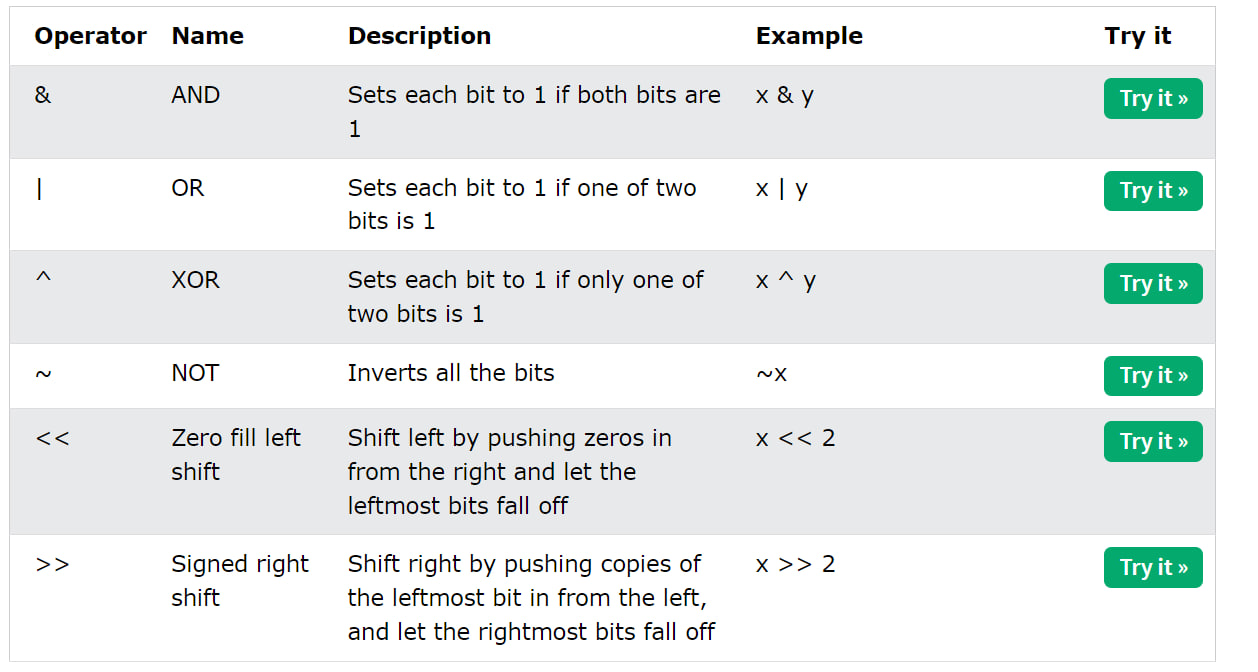 Operator Name Description Example Try it
& AND Sets each bit to 1 if both bits are x & y Try it »
1
| OR Sets each bit to 1 if one of two x | y Try it »
bits is 1
^ XOR Sets each bit to 1 if only one of x ^ y Try it »
two bits is 1
~ NOT Inverts all the bits ~x Try it »
<< Zero fill left Shift left by pushing zeros in x << 2 Try it »
shift from the right and let the
leftmost bits fall off
>> Signed right Shift right by pushing copies of x >> 2 Try it »
shift the leftmost bit in from the left,
and let the rightmost bits fall off